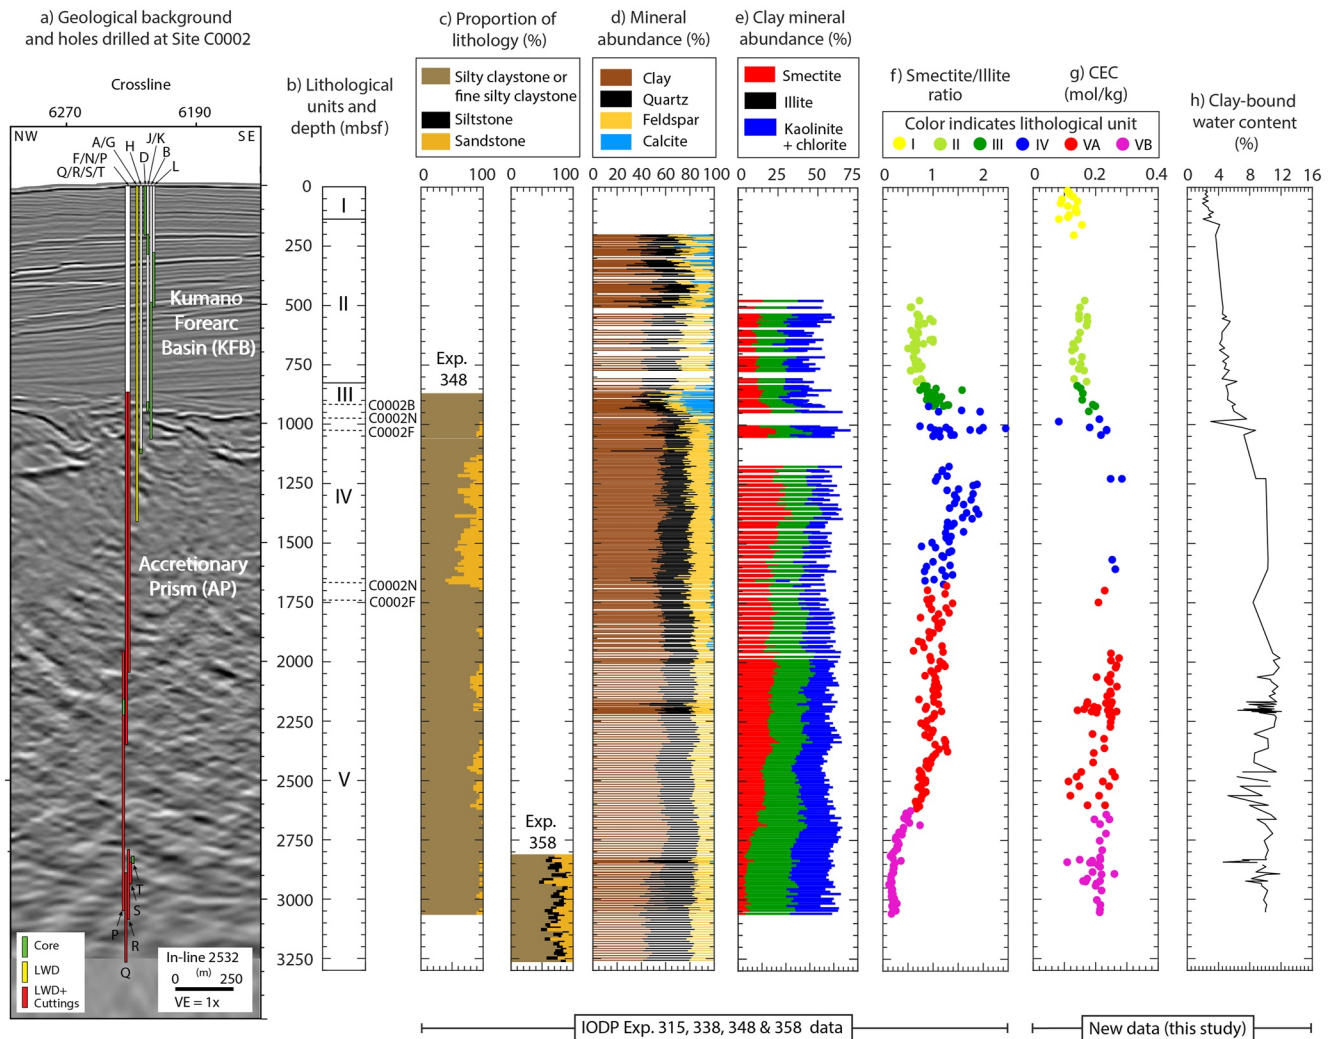 a) Geological background
and holes drilled at Site C0002
Crossline
6270 6190
NW SE
A/G H J/K
F/N/P D B
Q/R/S/T L
Kumano
Forearc
Basin (KFB)
Accretionary
Prism (AP)
T
S
P
R
Q
Core
LWD
LWD+
Cuttings
In-line 2532
(m)
0 250
VE = 1x
b) Lithological
units and
depth (mbsf)
0
250
500
750
1000
1250
1500
1750
2000
2250
2500
2750
3000
3250
I
II
III
IV
V
C0002B
C0002N
C0002F
C0002N
C0002F
c) Proportion of
lithology (%)
Silty claystone or
fine silty claystone
Siltstone
Sandstone
0 100 0 100
Exp.
348
Exp.
358
d) Mineral
abundance (%)
Clay
Quartz
Feldspar
Calcite
0 20 40 60 80 100
e) Clay mineral
abundance (%)
Smectite
Illite
Kaolinite
+ chlorite
0 25 50 75
f) Smectite/Illite
ratio
g) CEC
(mol/kg)
Color indicates lithological unit
I II III IV VA VB
0 1 2
0 0.2 0.4
h) Clay-bound
water content
(%)
0 4 8 12 16
IODP Exp. 315, 338, 348 & 358 data
New data (this study)